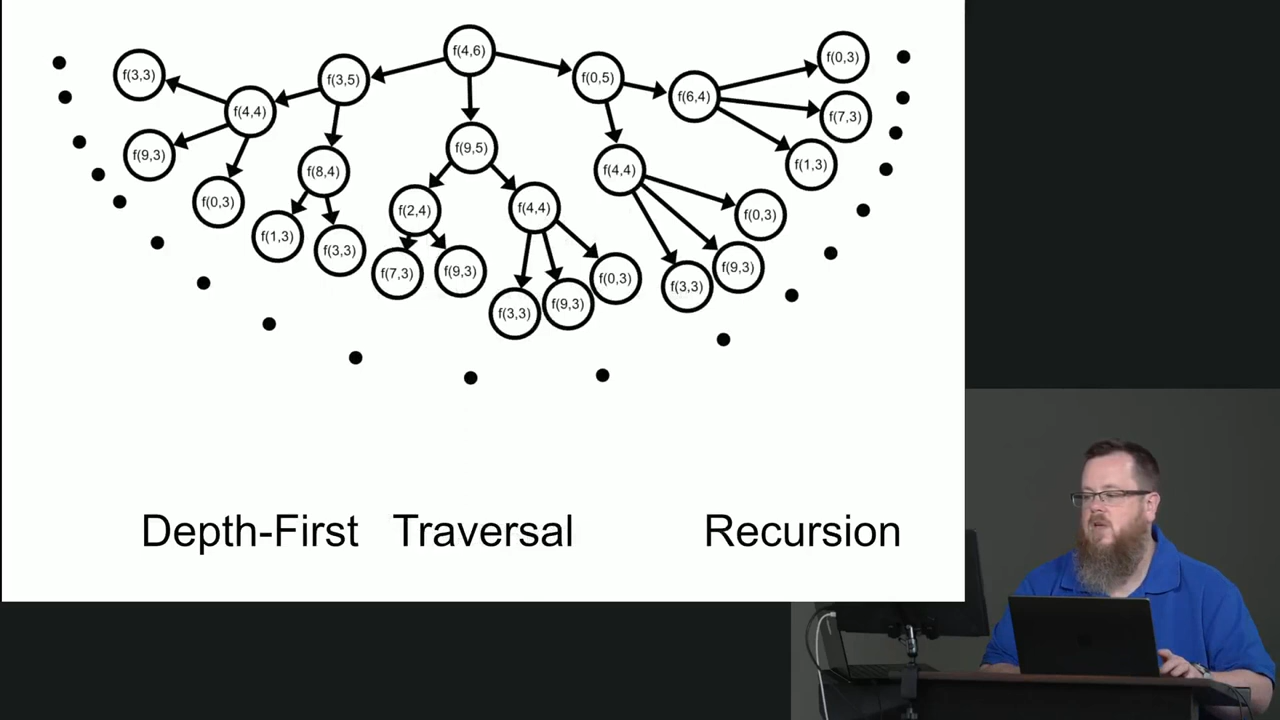 f(4,6)
f(3,3)
f(3,5)
f(0,5)
f(0,3)
f(4,4)
f(6,4)
f(7,3)
f(9,3)
f(8,4)
f(9,5)
f(4,4)
f(1,3)
f(0,3)
f(2,4)
f(4,4)
f(0,3)
f(1,3)
f(3,3)
f(7,3)
f(9,3)
f(0,3)
f(9,3)
f(3,3)
f(9,3)
f(3,3)
Depth-First Traversal Recursion